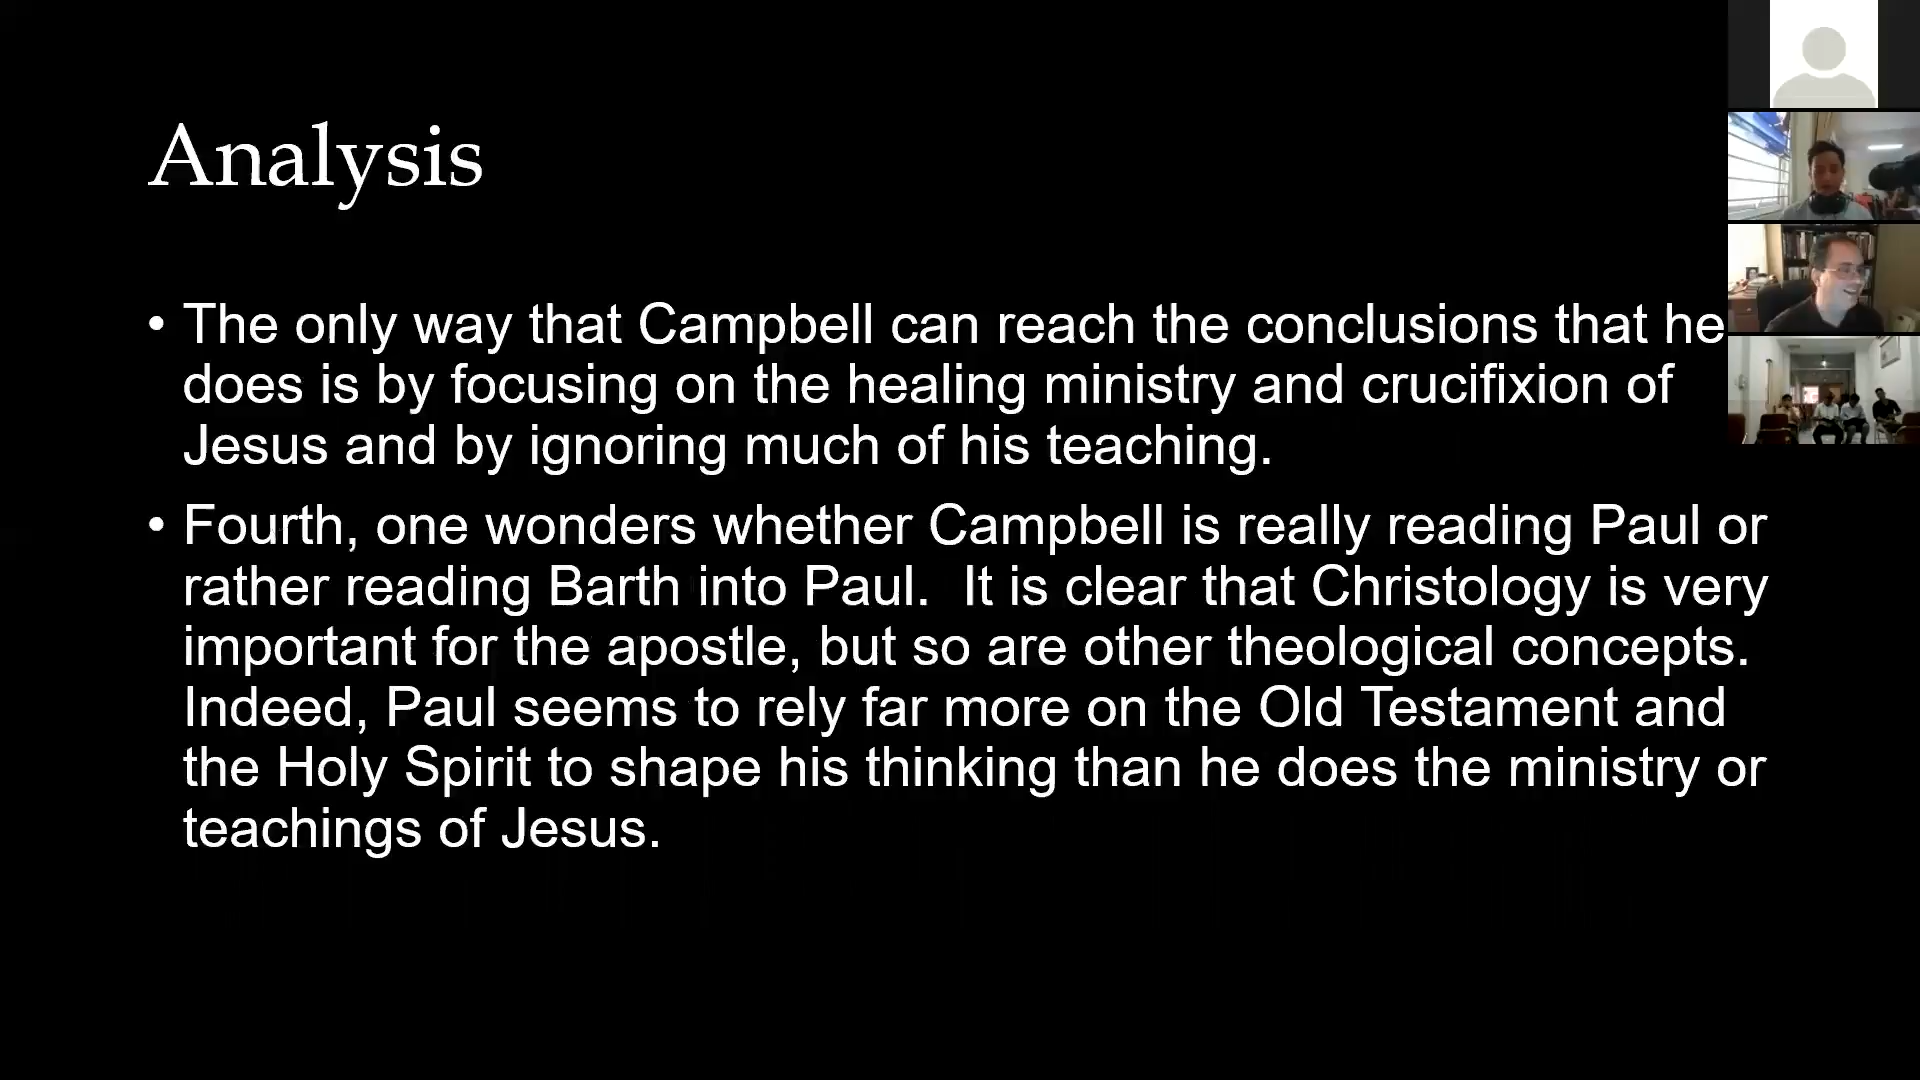 Analysis
• The only way that Campbell can reach the conclusions that he
does is by focusing on the healing ministry and crucifixion of
Jesus and by ignoring much of his teaching.
• Fourth, one wonders whether Campbell is really reading Paul or
rather reading Barth into Paul.  It is clear that Christology is very
important for the apostle, but so are other theological concepts.
Indeed, Paul seems to rely far more on the Old Testament and
the Holy Spirit to shape his thinking than he does the ministry or
teachings of Jesus.